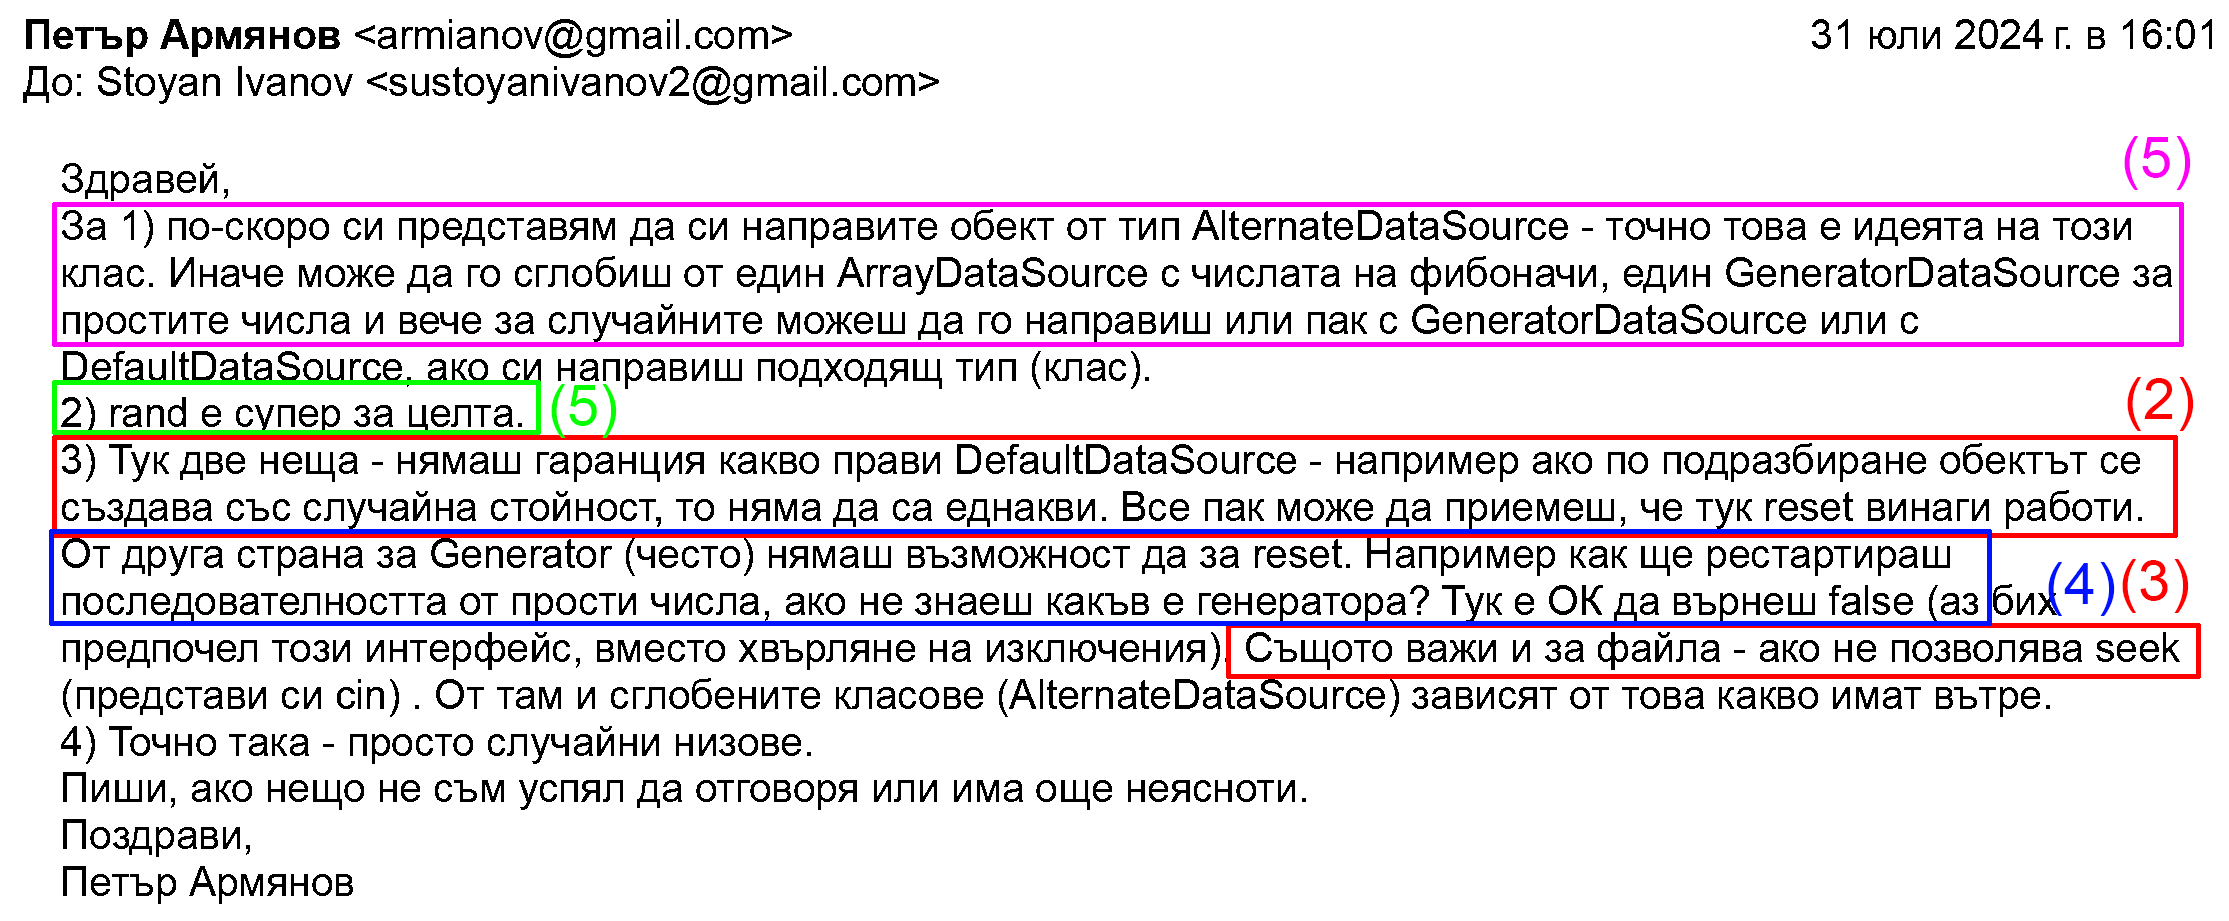 Петър Армянов <armianov@gmail.com> 31 юли 2024 г. в 16:01
До: Stoyan Ivanov <sustoyanivanov2@gmail.com>
(5)
Здравей,
За 1) по-скоро си представям да си направите обект от тип AlternateDataSource - точно това е идеята на този
клас. Иначе може да го сглобиш от един ArrayDataSource с числата на фибоначи, един GeneratorDataSource за
простите числа и вече за случайните можеш да го направиш или пак с GeneratorDataSource или с
DefaultDataSource, ако си направиш подходящ тип (клас).
2) rand е супер за целта. (5) (2)
3) Тук две неща - нямаш гаранция какво прави DefaultDataSource - например ако по подразбиране обектът се
създава със случайна стойност, то няма да са еднакви. Все пак може да приемеш, че тук reset винаги работи.
От друга страна за Generator (често) нямаш възможност да за reset. Например как ще рестартираш
последователността от прости числа, ако не знаеш какъв е генератора? Тук е ОК да върнеш false (аз бих (4) (3)
предпочел този интерфейс, вместо хвърляне на изключения). Същото важи и за файла - ако не позволява seek
(представи си cin) . От там и сглобените класове (AlternateDataSource) зависят от това какво имат вътре.
4) Точно така - просто случайни низове.
Пиши, ако нещо не съм успял да отговоря или има още неясноти.
Поздрави,
Петър Армянов